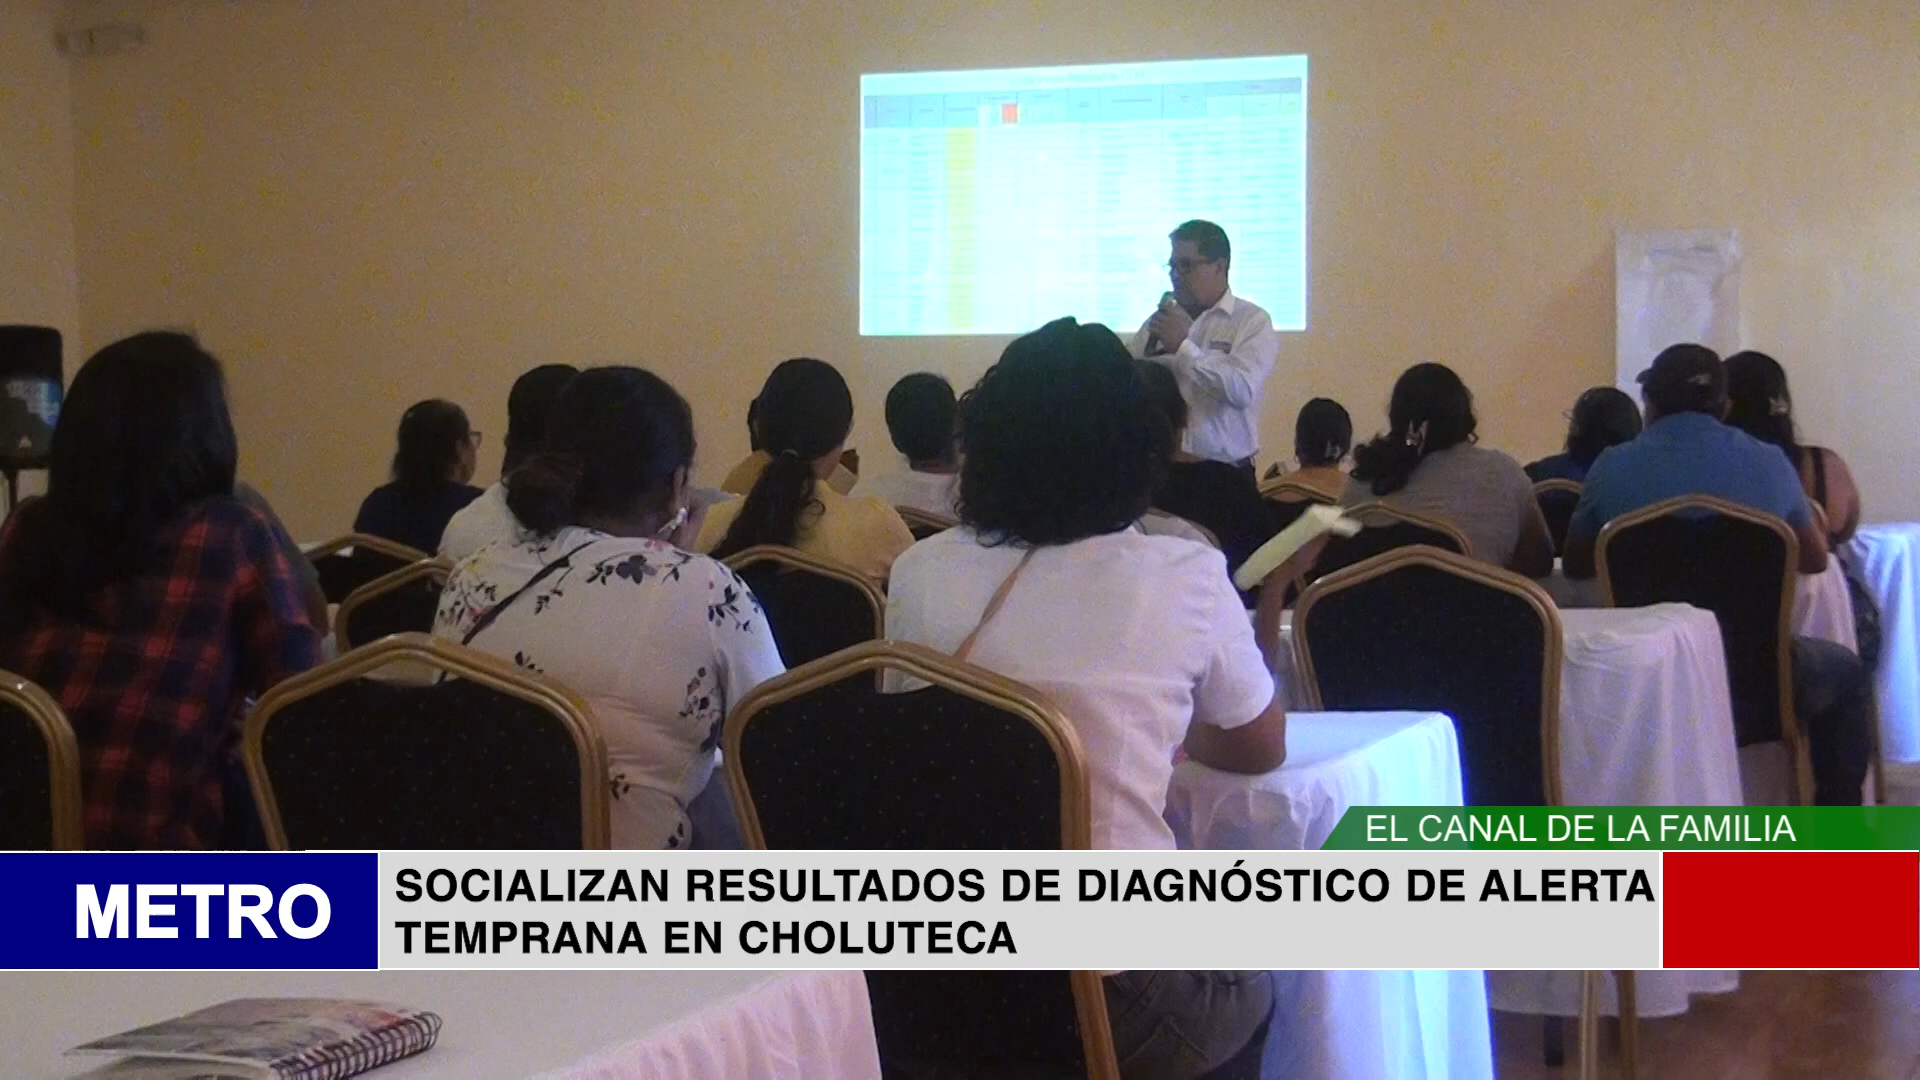 EL CANAL DE LA FAMILIA
METRO
SOCIALIZAN RESULTADOS DE DIAGNÓSTICO DE ALERTA
TEMPRANA EN CHOLUTECA